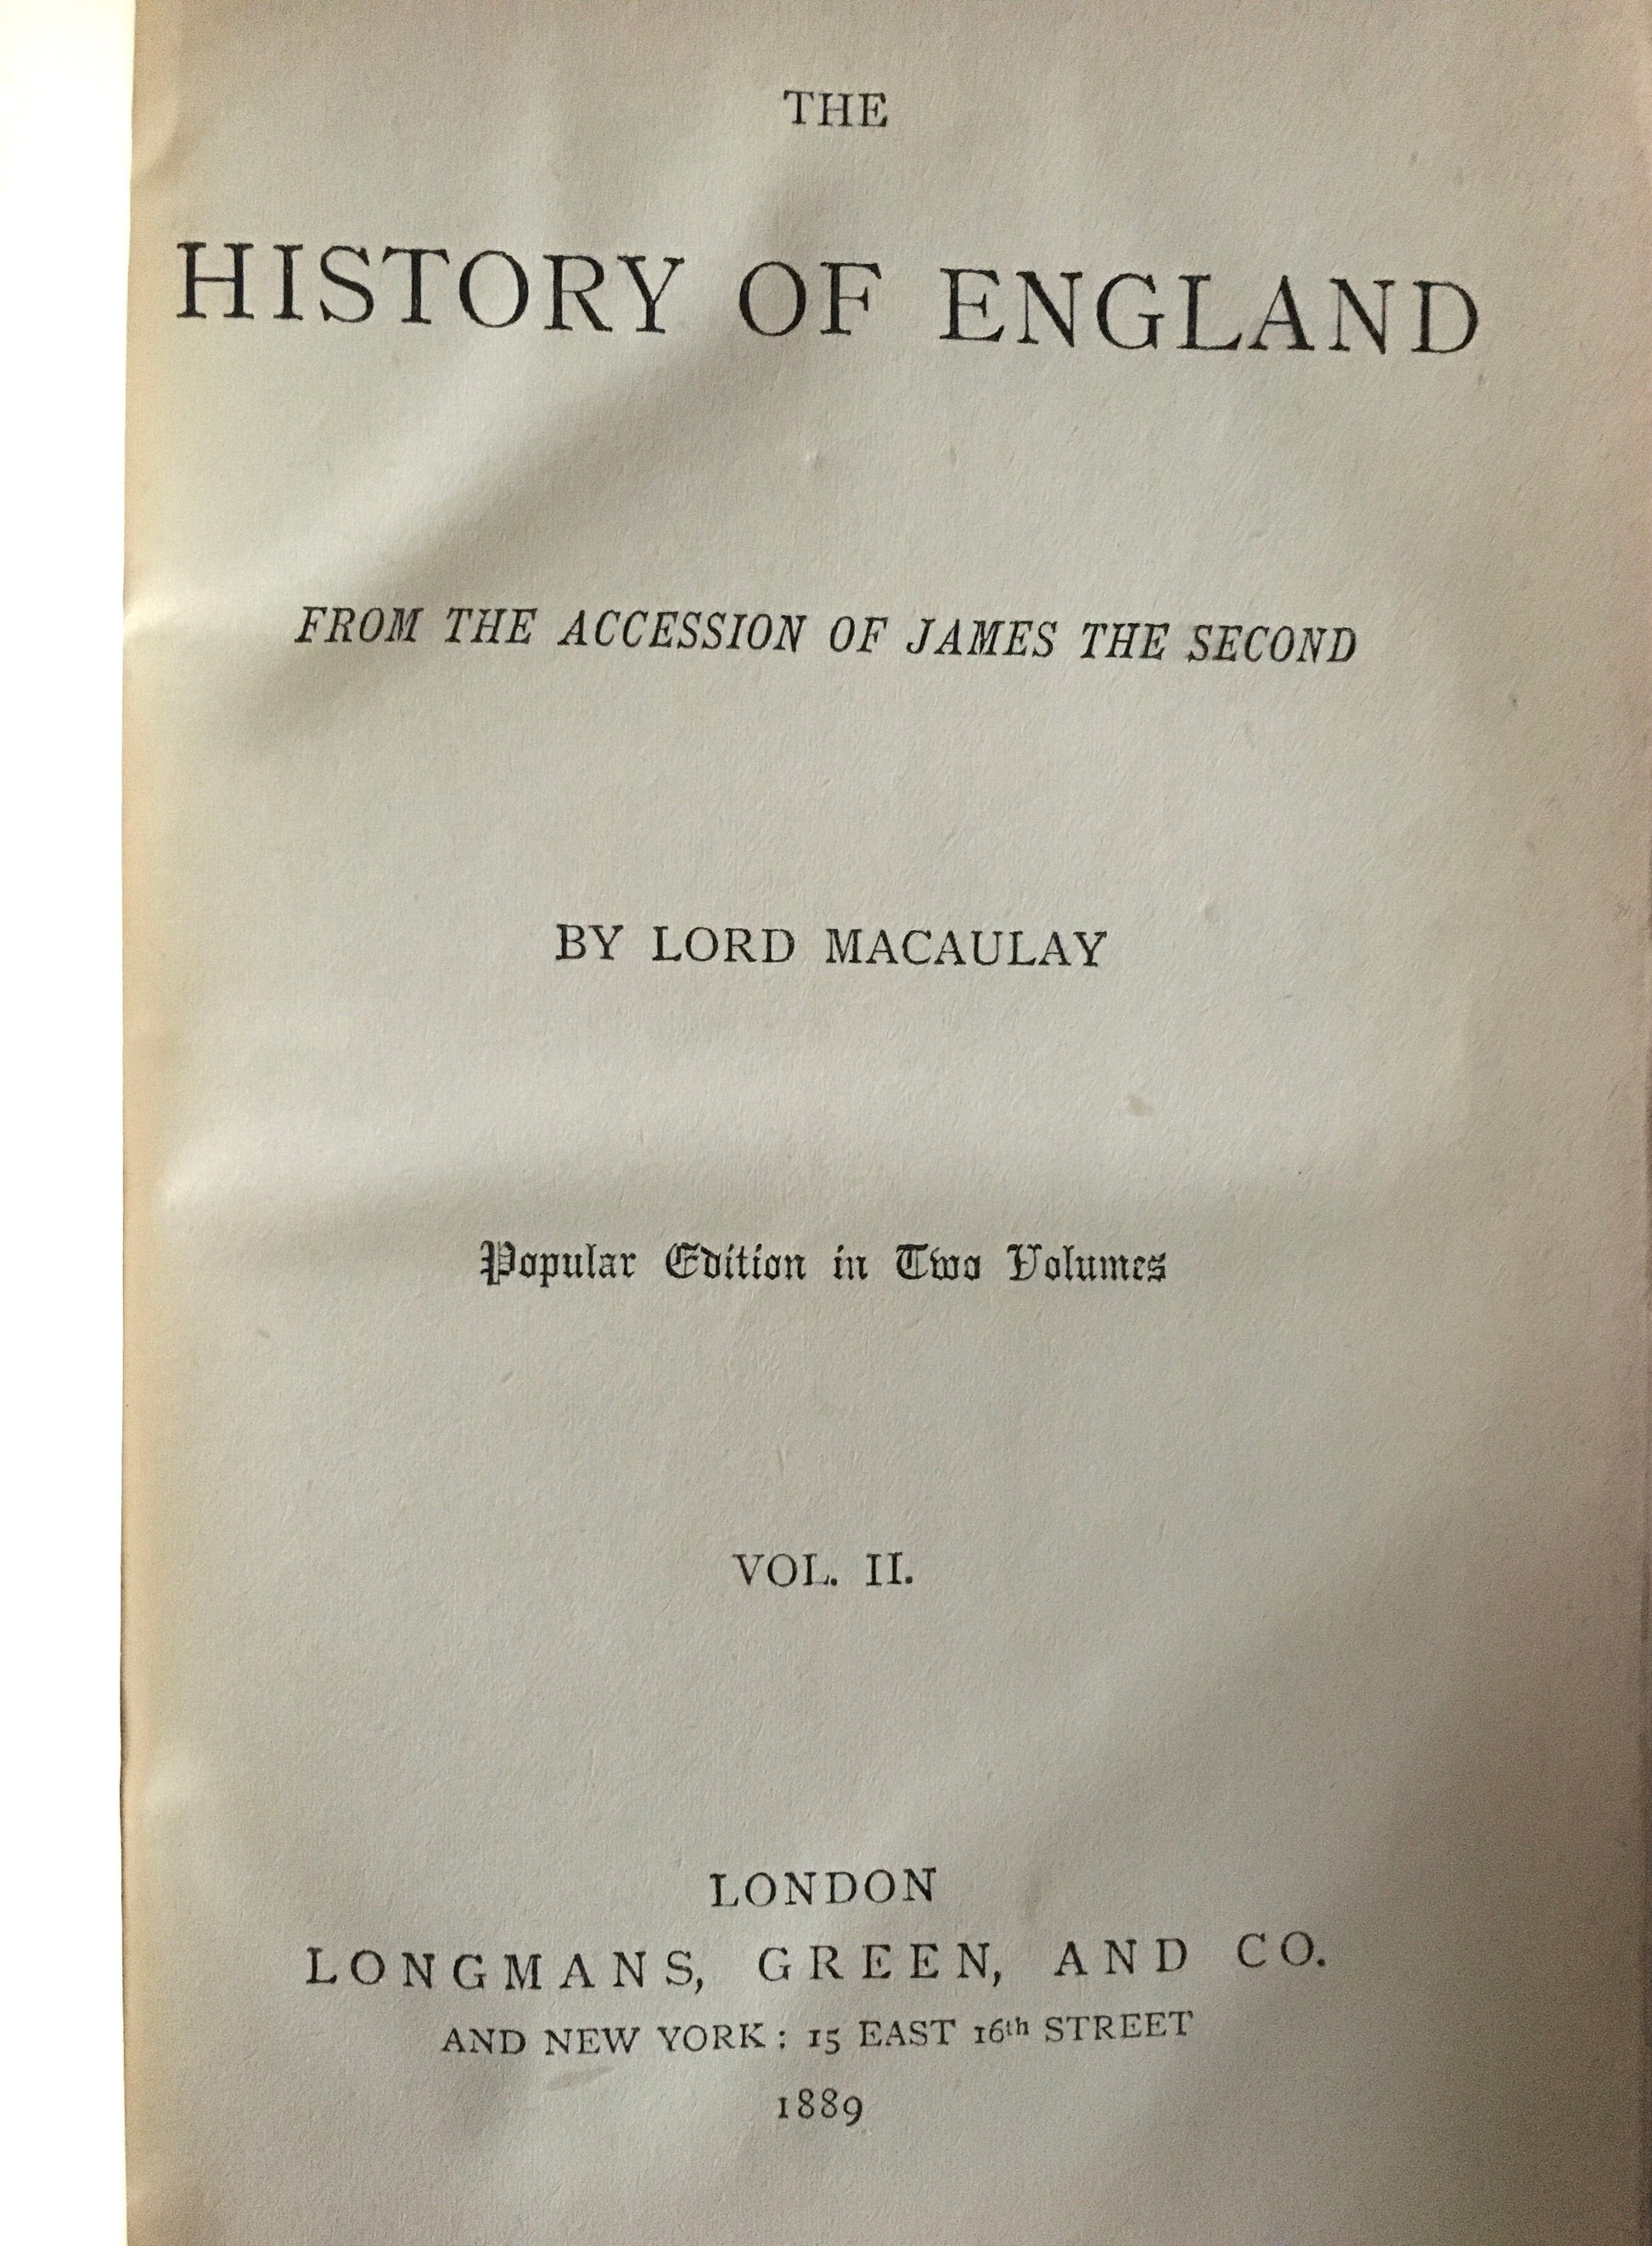 THE
HISTORY OF ENGLAND
FROM THE ACCESSION OF JAMES THE SECOND
BY LORD MACAULAY
Popular Edition in Two Volumes
VOL. II.
LONDON
LONGMANS, GREEN, AND CO.
AND NEW YORK : 15 EAST 16th STREET
1889